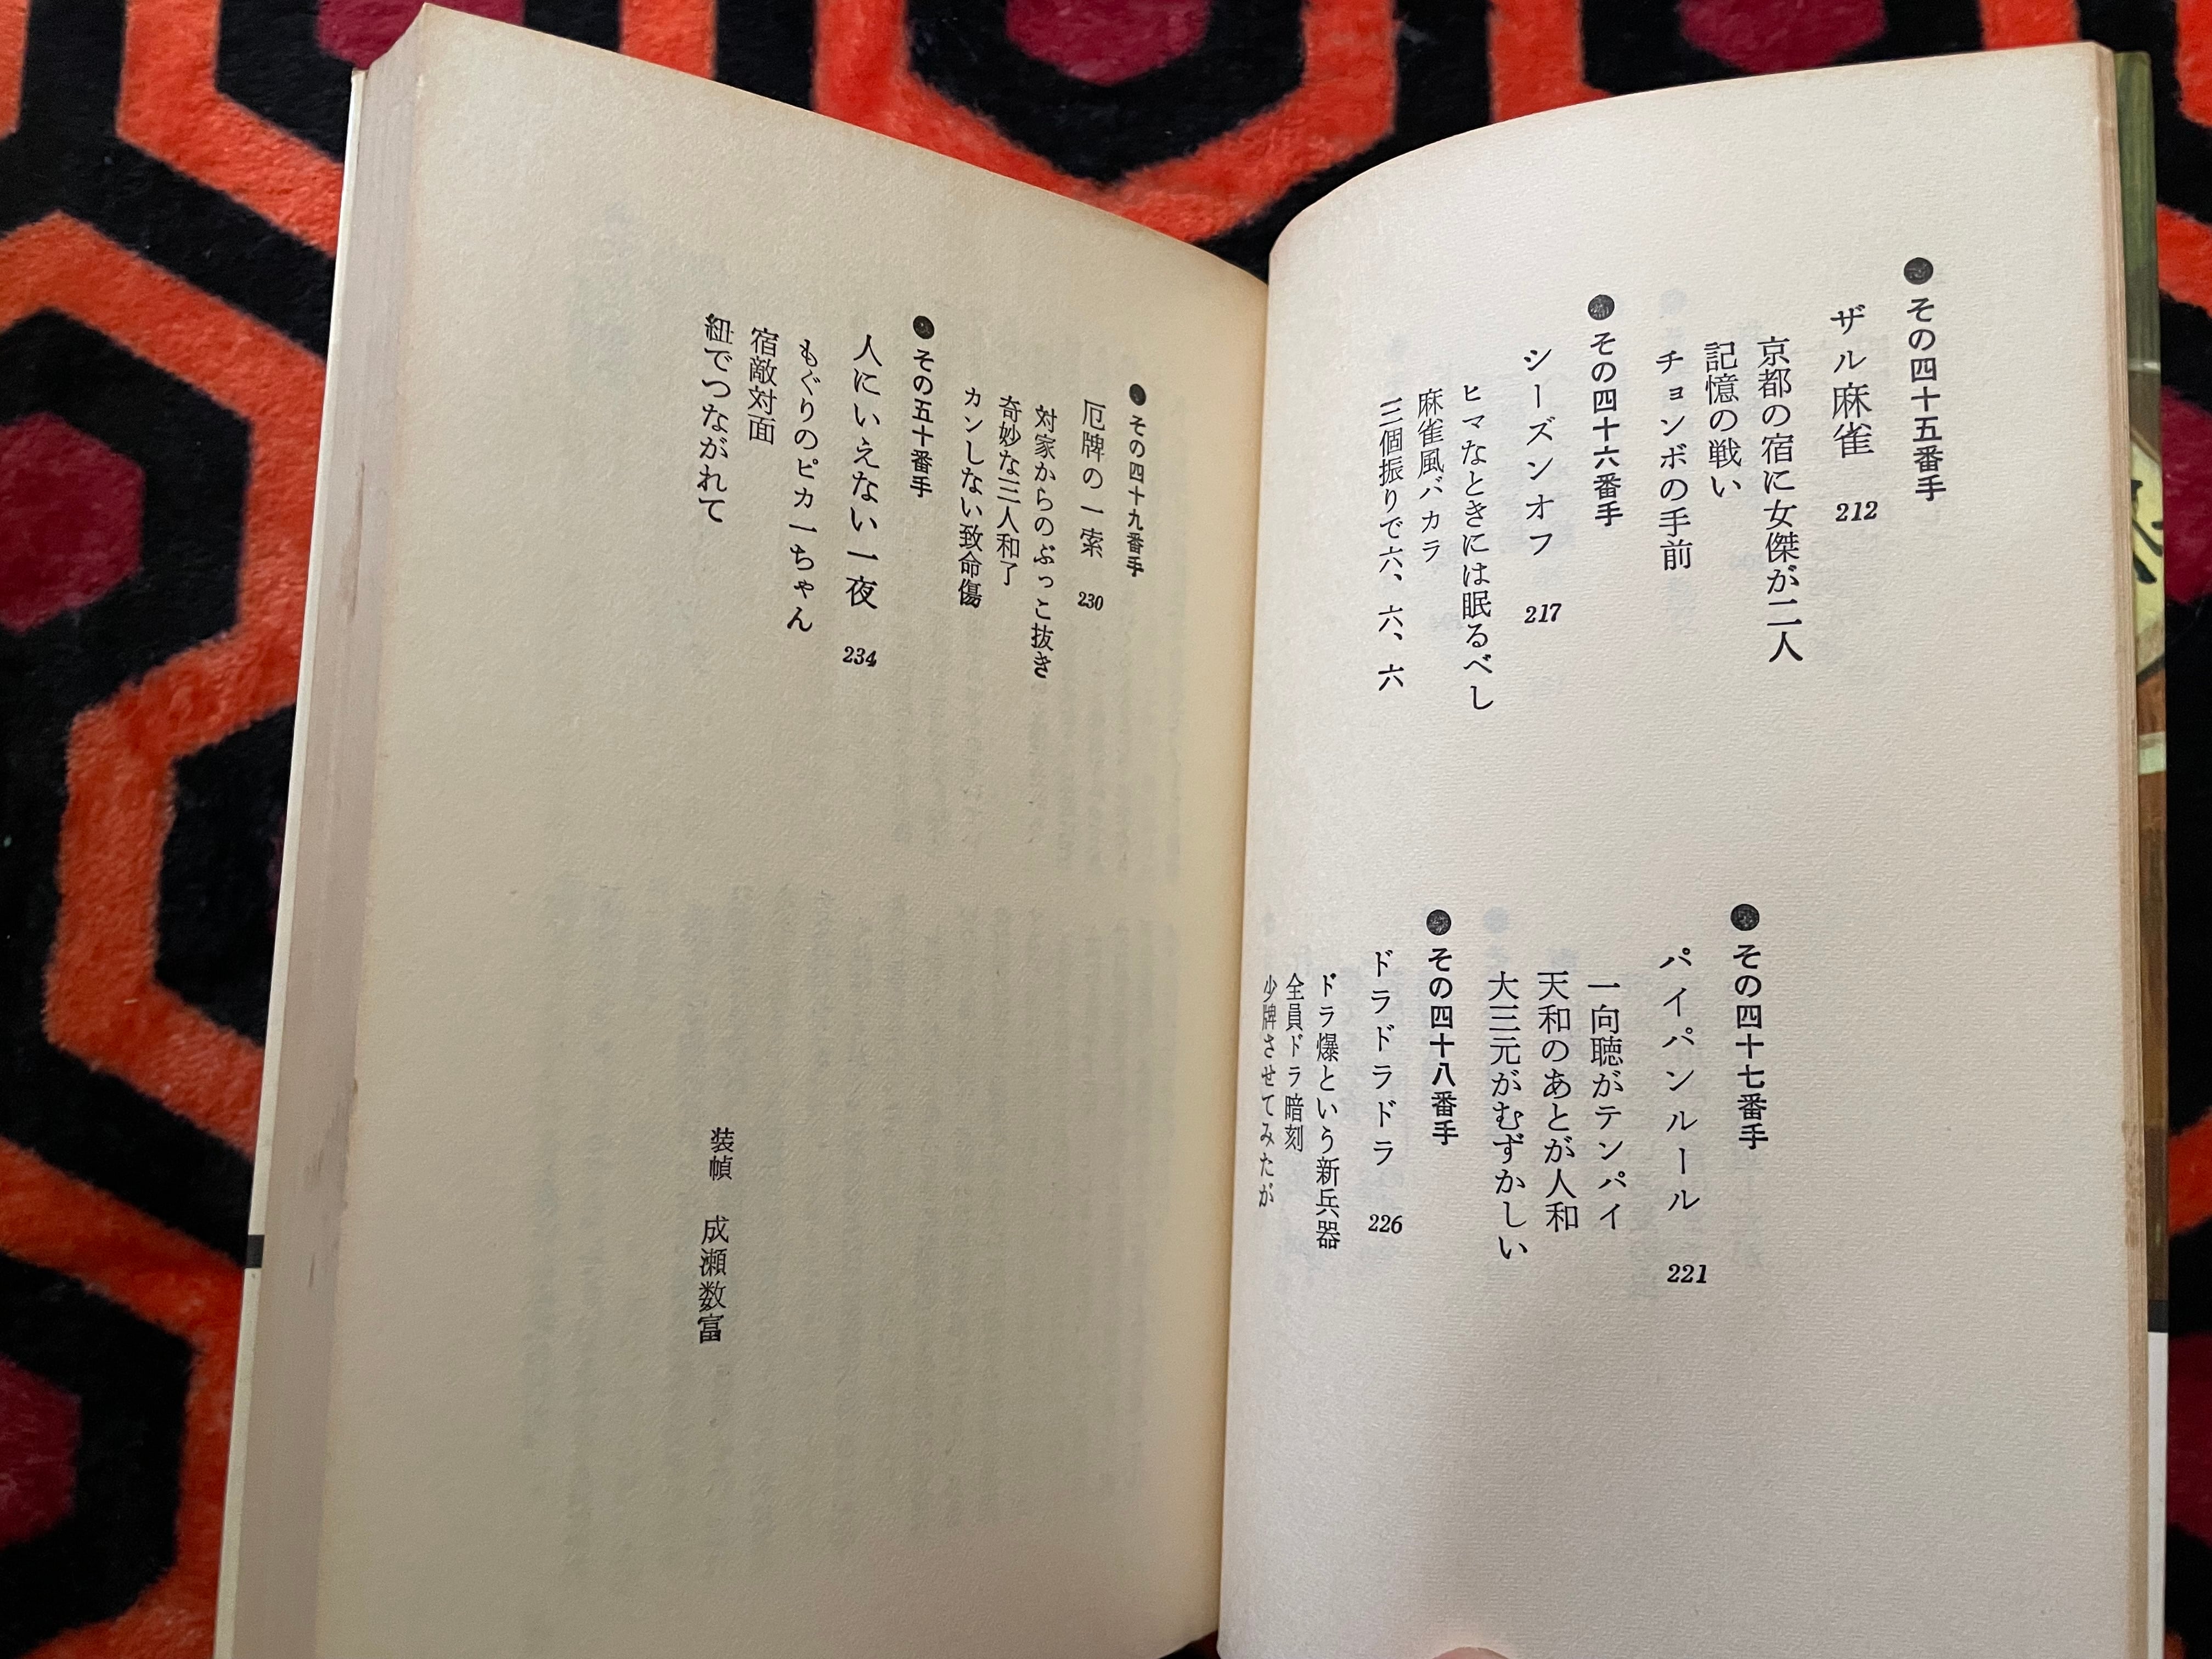 ●その四十五番手
ザル麻雀 212
京都の宿に女傑が二人
記憶の戦い
チョンボの手前
●その四十六番手
シーズンオフ 217
ヒマなときには眠るべし
麻雀風バカラ
三個振りで六、六、六
●その四十七番手
パイパンルール 221
一向聴がテンパイ
天和のあとが人和
大三元がむずかしい
●その四十八番手
ドラドラドラ 226
ドラ爆という新兵器
全員ドラ暗刻
少牌させてみたが
●その四十九番手
厄牌の一索 230
対家からのぶっこ抜き
奇妙な三人和了
カンしない致命傷
●その五十番手
人にいえない一夜 234
もぐりのピカ一ちゃん
宿敵対面
紐でつながれて
装幀 成瀬数富